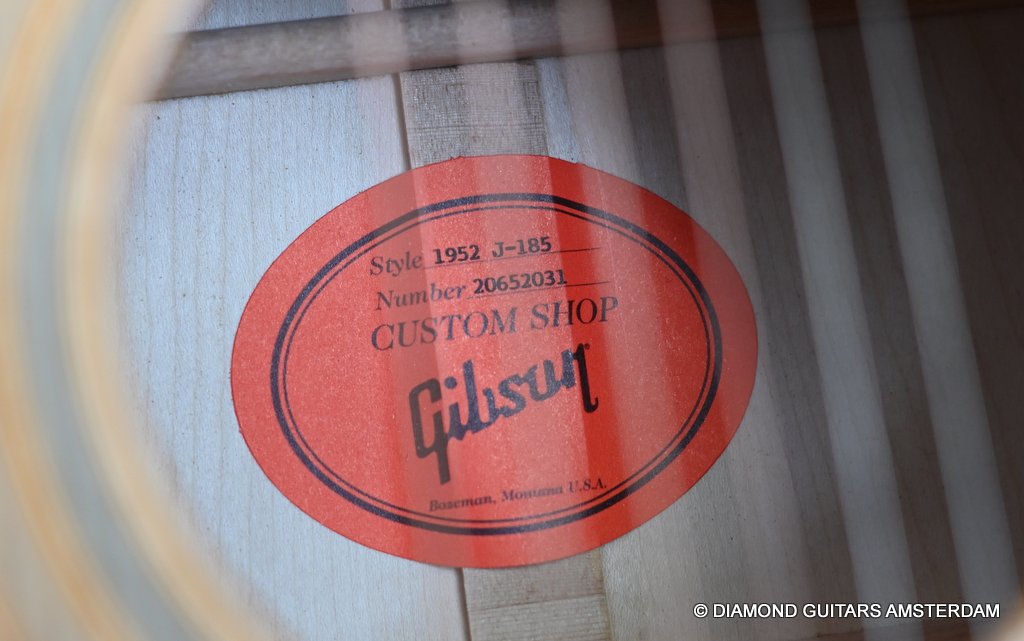 Style 1952 J-185
Number 20652031
CUSTOM SHOP
Gibson
Bozeman, Montana U.S.A.
© DIAMOND GUITARS AMSTERDAM